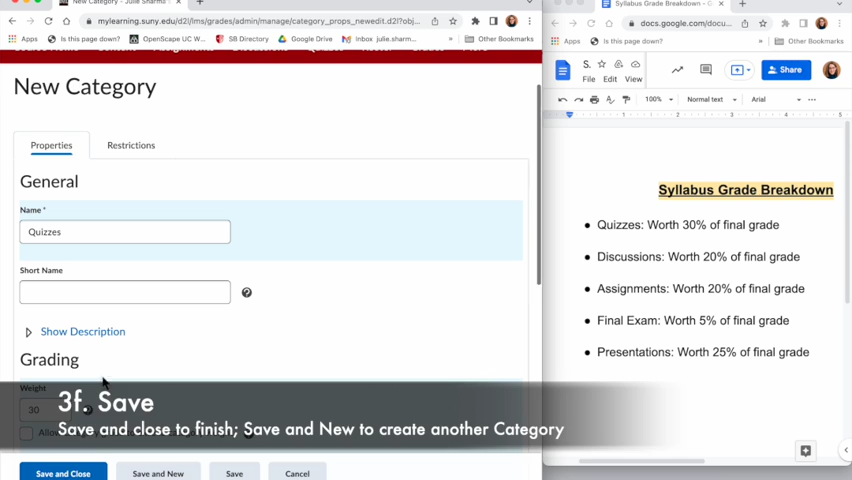 New Category - Julie Sharma's
mylearning.suny.edu/d2l/lms/grades/admin/manage/category_props_newedit.d2l?obj...
Apps
Is this page down?
OpenScape UC W...
SB Directory
Google Drive
Inbox julie.sharm...
Other Bookmarks
New Category
Properties
Restrictions
General
Name *
Quizzes
Short Name
Show Description
Grading
Weight
30
3f. Save
Save and close to finish; Save and New to create another Category
Save and Close
Save and New
Save
Cancel
Syllabus Grade Breakdown -
docs.google.com/docu...
Apps
Is this page down?
Other Bookmarks
S.
File
Edit
View
Share
100%
Normal text
Arial
1
2
3
4
5
Syllabus Grade Breakdown
Quizzes: Worth 30% of final grade
Discussions: Worth 20% of final grade
Assignments: Worth 20% of final grade
Final Exam: Worth 5% of final grade
Presentations: Worth 25% of final grade